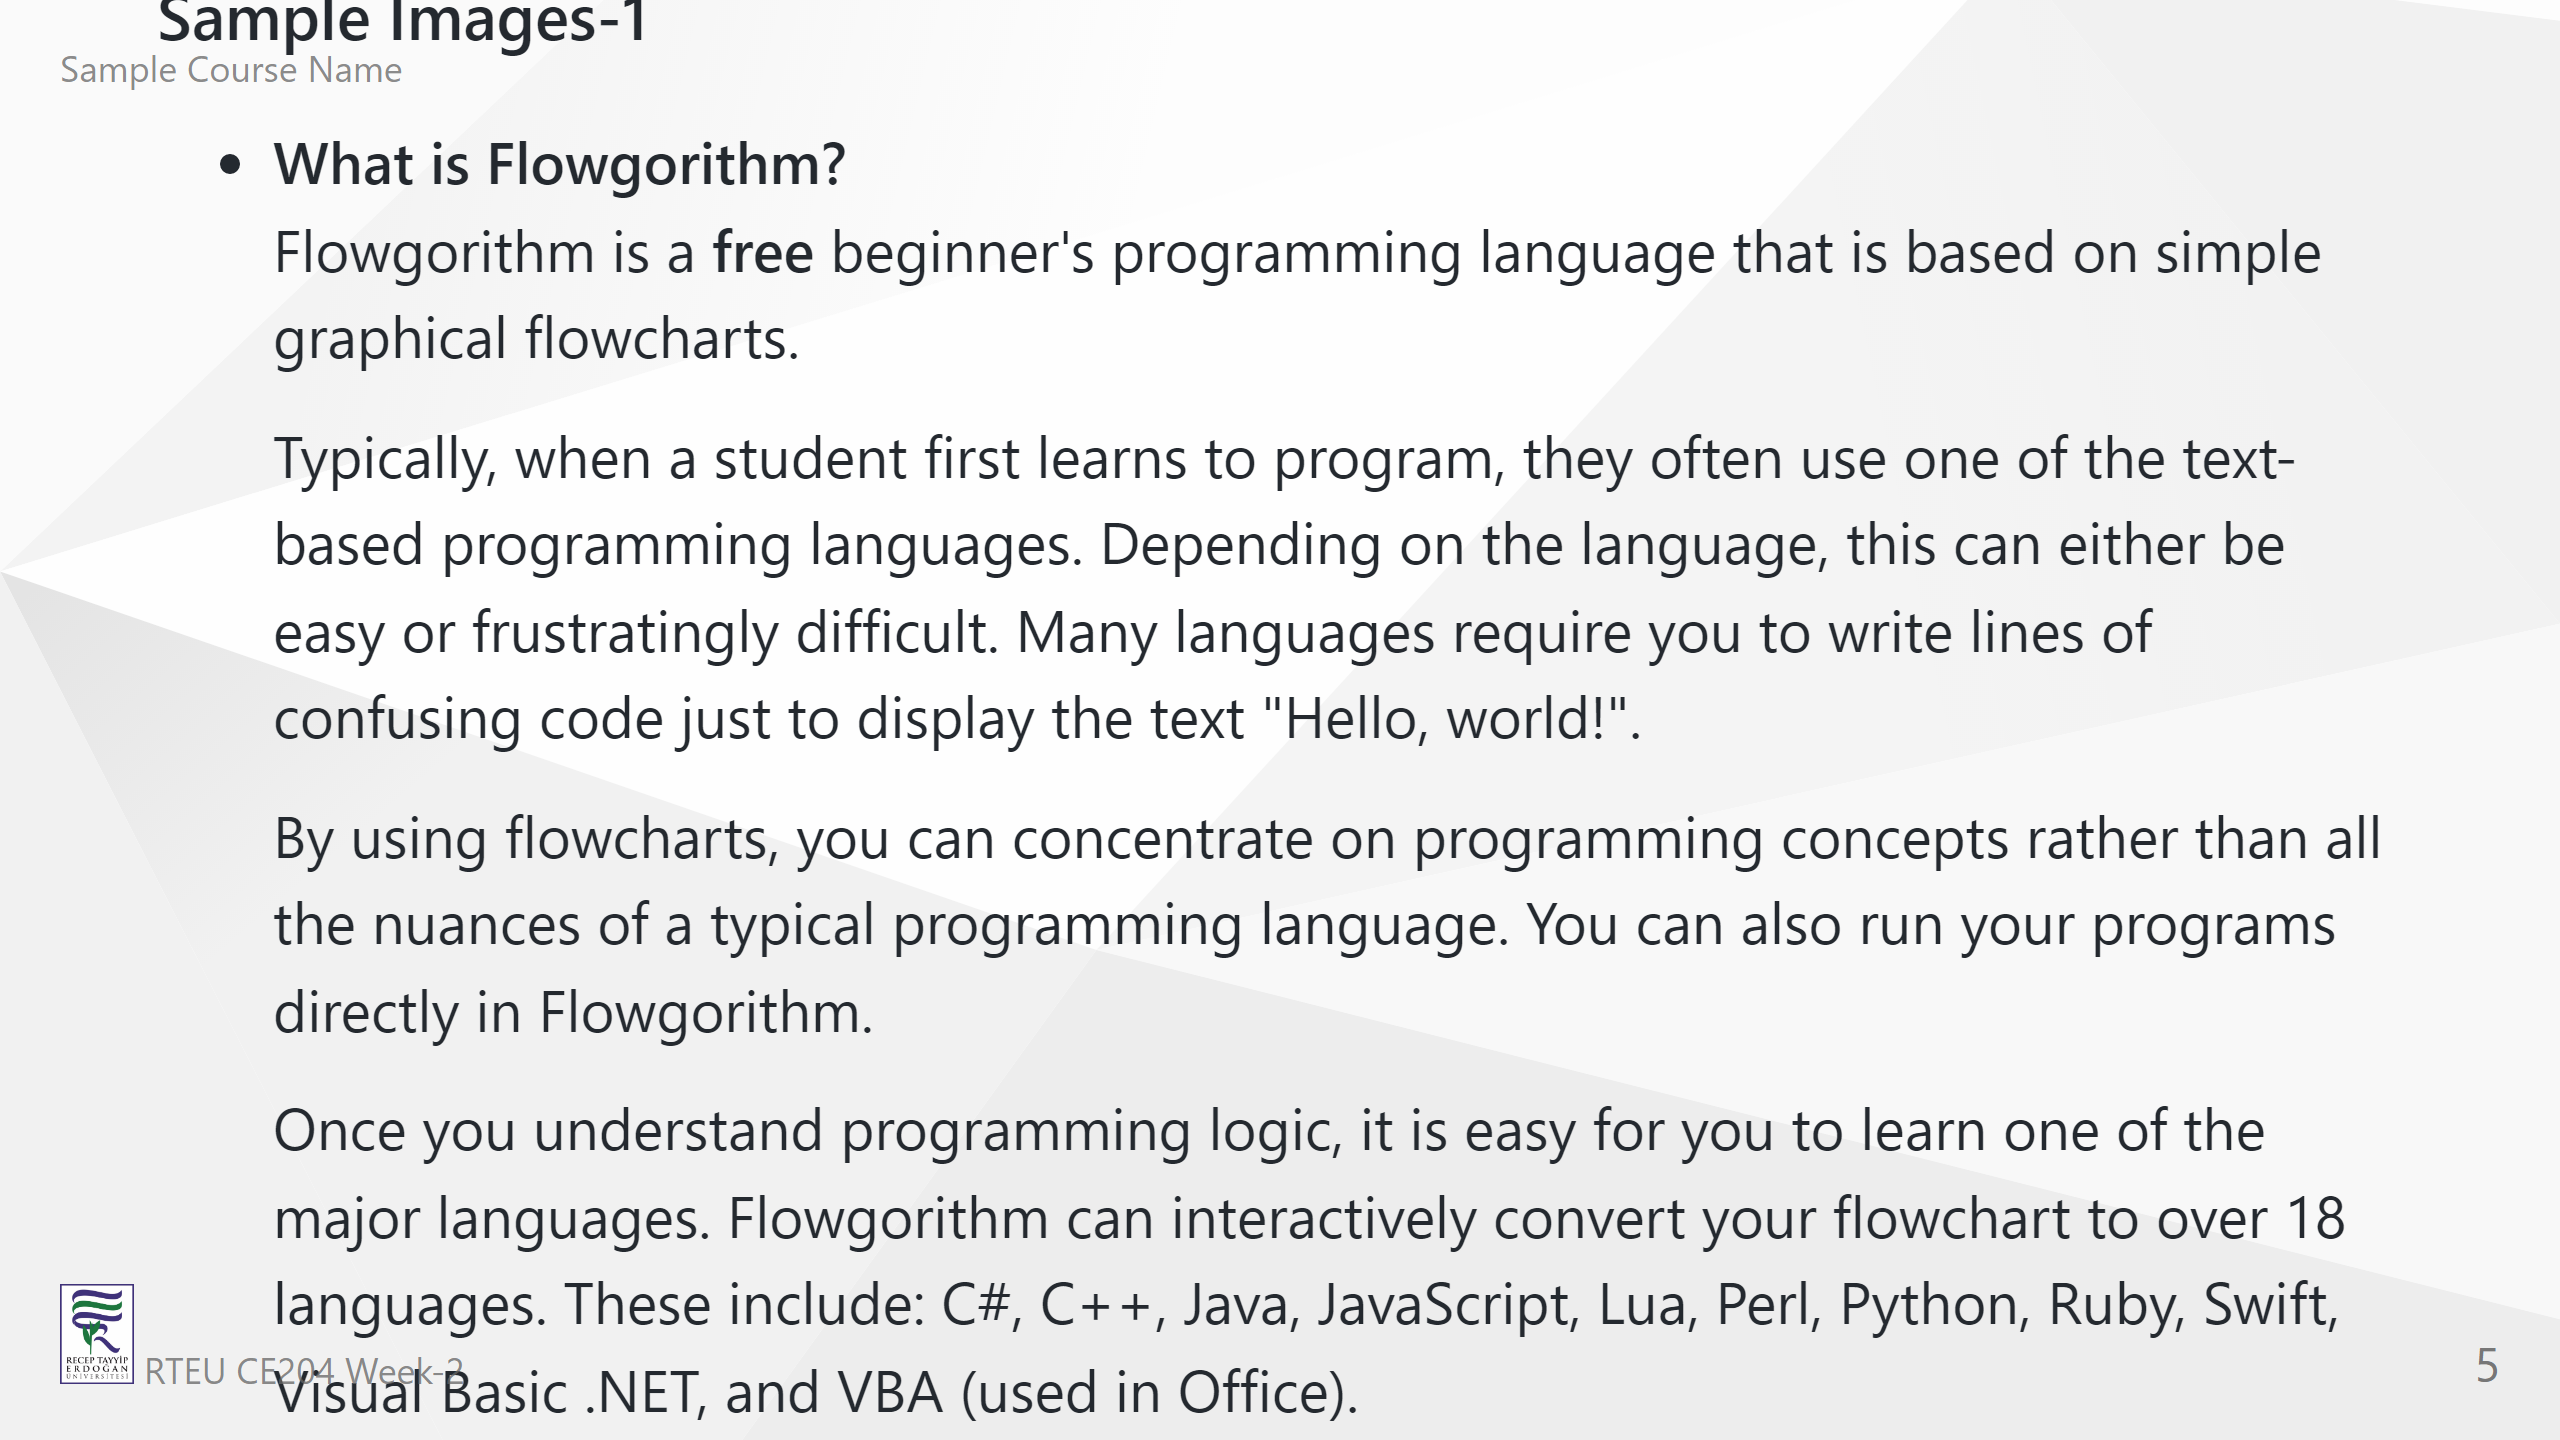 Sample Images-1
Sample Course Name
• What is Flowgorithm?
Flowgorithm is a free beginner's programming language that is based on simple
graphical flowcharts.
Typically, when a student first learns to program, they often use one of the text-
based programming languages. Depending on the language, this can either be
easy or frustratingly difficult. Many languages require you to write lines of
confusing code just to display the text "Hello, world!".
By using flowcharts, you can concentrate on programming concepts rather than all
the nuances of a typical programming language. You can also run your programs
directly in Flowgorithm.
Once you understand programming logic, it is easy for you to learn one of the
major languages. Flowgorithm can interactively convert your flowchart to over 18
languages. These include: C#, C++, Java, JavaScript, Lua, Perl, Python, Ruby, Swift,
Visual Basic .NET, and VBA (used in Office).
RECEP TAYYİP
ERDOĞAN
ÜNİVERSİTESİ
RTEU CE204 Week-2
5